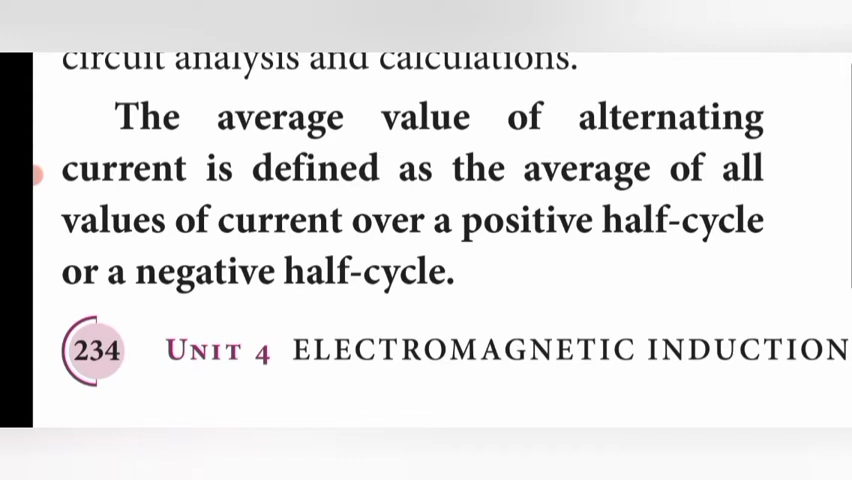 circuit analysis and calculations.
The average value of alternating
current is defined as the average of all
values of current over a positive half-cycle
or a negative half-cycle.
234 UNIT 4 ELECTROMAGNETIC INDUCTION